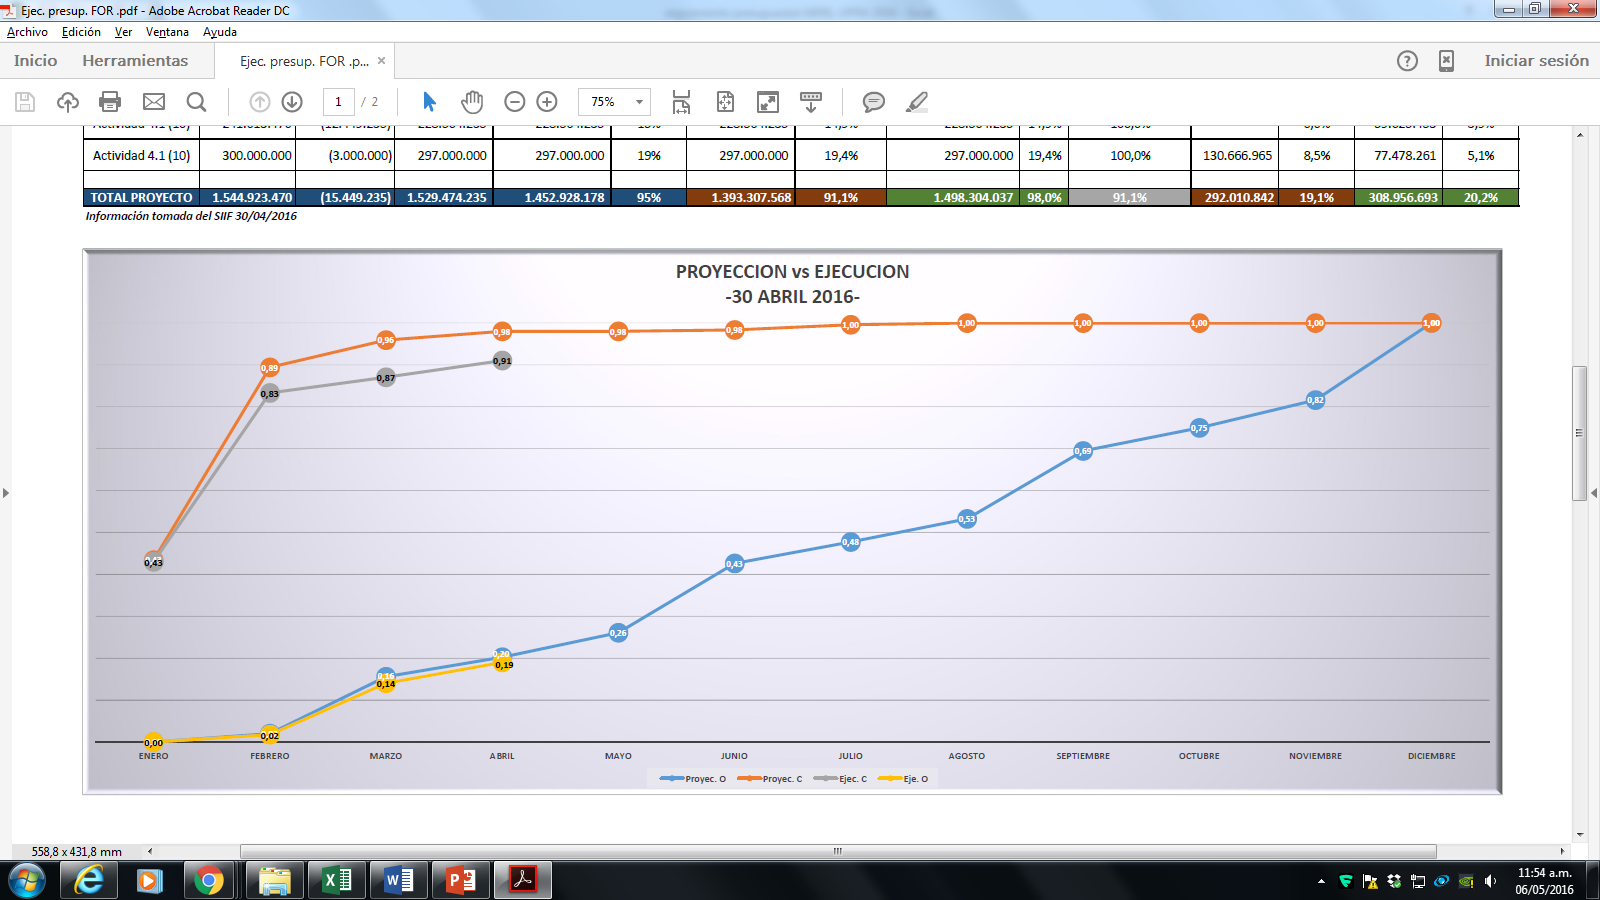 Ejec. presup. FOR .pdf - Adobe Acrobat Reader DC
Archivo Edición Ver Ventana Ayuda
Inicio Herramientas Ejec. presup. FOR .p... × Iniciar sesión
1 / 2 75%
Actividad 4.1 (10) 300.000.000 (3.000.000) 297.000.000 297.000.000 19% 297.000.000 19,4% 297.000.000 19,4% 100,0% 130.666.965 8,5% 77.478.261 5,1%
TOTAL PROYECTO 1.544.923.470 (15.449.235) 1.529.474.235 1.452.928.178 95% 1.393.307.568 91,1% 1.498.304.037 98,0% 91,1% 292.010.842 19,1% 308.956.693 20,2%
Información tomada del SIIF 30/04/2016
PROYECCION vs EJECUCION
-30 ABRIL 2016-
0,89 0,96 0,98 0,98 0,98 1,00 1,00 1,00 1,00 1,00 1,00
0,43 0,83 0,87 0,91
0,16 0,20 0,26 0,43 0,48 0,53 0,69 0,75 0,82
0,00 0,02 0,14 0,19
ENERO FEBRERO MARZO ABRIL MAYO JUNIO JULIO AGOSTO SEPTIEMBRE OCTUBRE NOVIEMBRE DICIEMBRE
Proyec. O Proyec. C Ejec. C Eje. O
558,8 x 431,8 mm
11:54 a.m.
06/05/2016